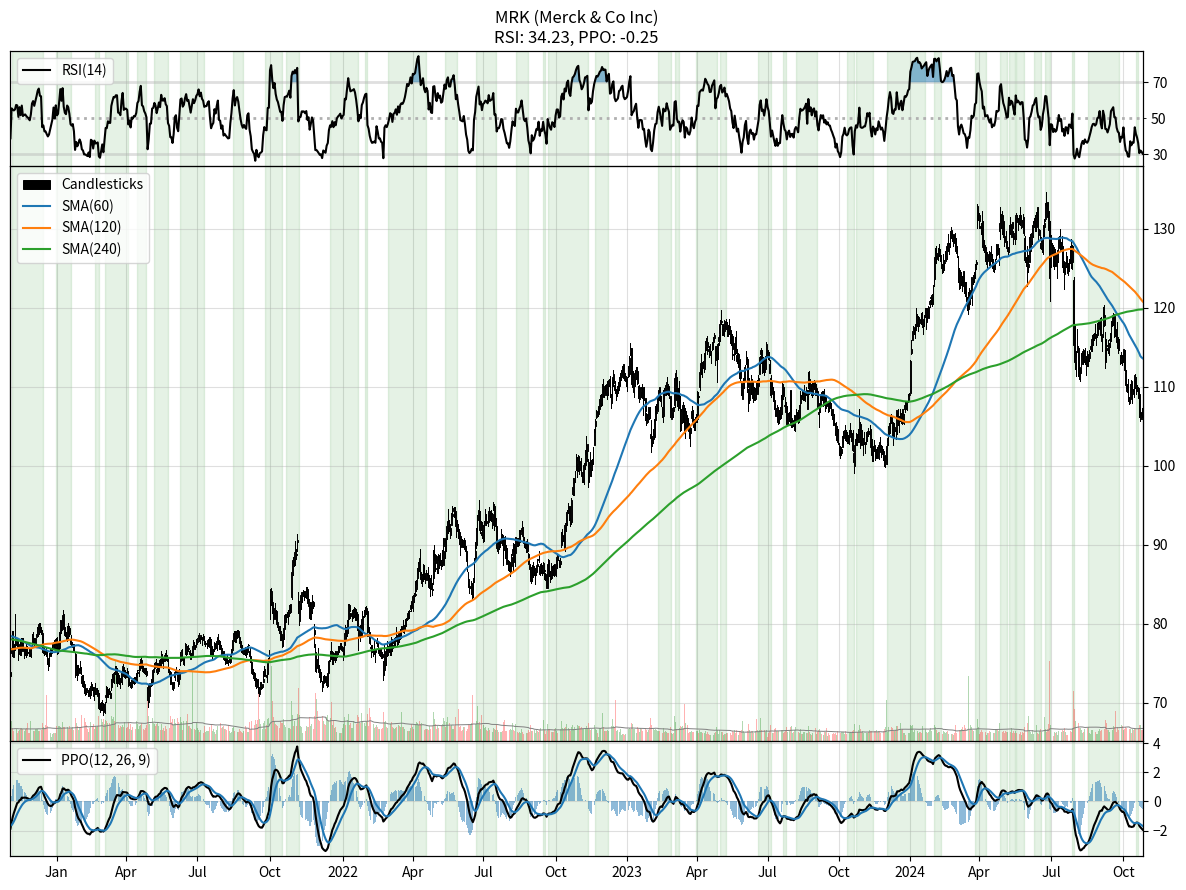 MRK (Merck & Co Inc)
RSI: 34.23, PPO: -0.25
RSI(14)
70
50
30
Candlesticks
SMA(60)
SMA(120)
SMA(240)
130
120
110
100
90
80
70
PPO(12, 26, 9)
4
2
0
−2
Jan Apr Jul Oct 2022 Apr Jul Oct 2023 Apr Jul Oct 2024 Apr Jul Oct